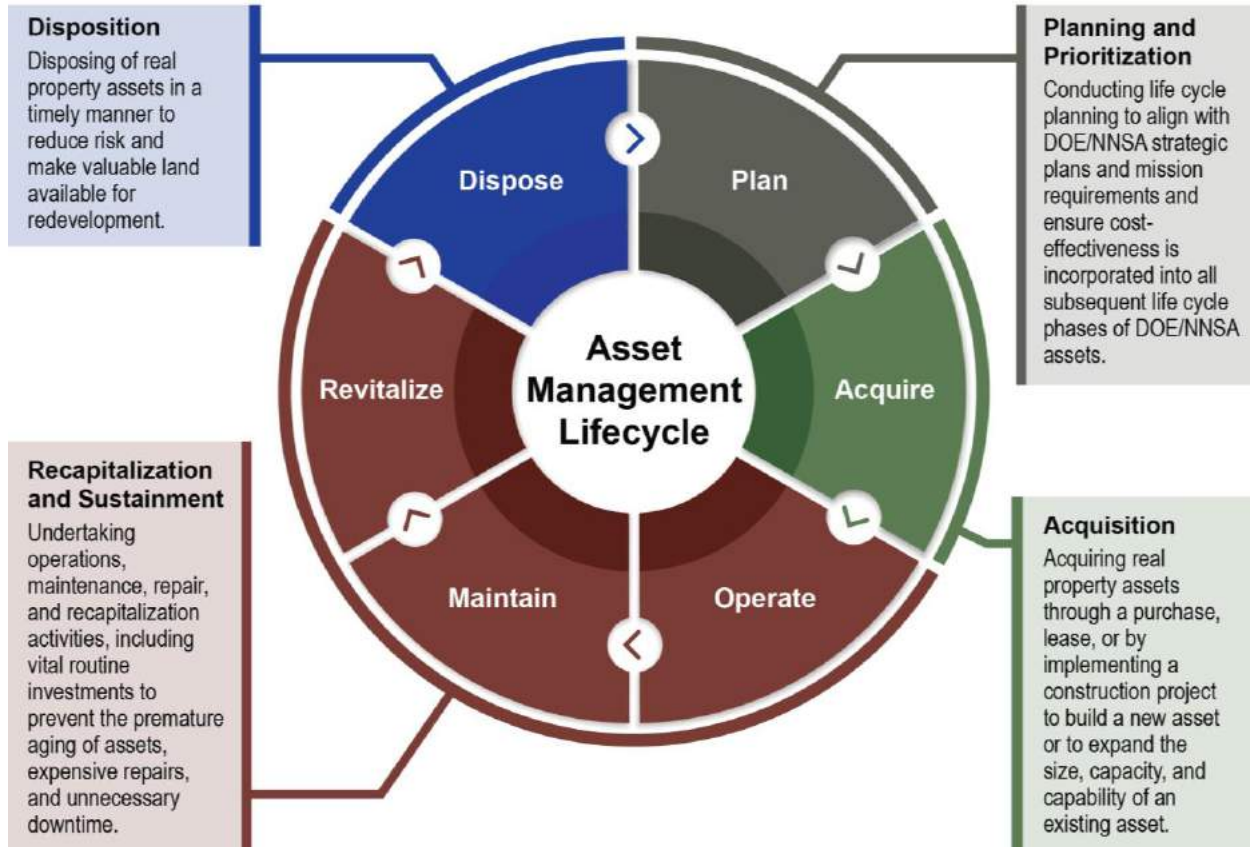 Disposition
Disposing of real
property assets in a
timely manner to
reduce risk and
make valuable land
available for
redevelopment.
Planning and
Prioritization
Conducting life cycle
planning to align with
DOE/NNSA strategic
plans and mission
requirements and
ensure cost-
effectiveness is
incorporated into all
subsequent life cycle
phases of DOE/NNSA
assets.
Dispose
Plan
Revitalize
Asset
Management
Lifecycle
Acquire
Maintain
Operate
Recapitalization
and Sustainment
Undertaking
operations,
maintenance, repair,
and recapitalization
activities, including
vital routine
investments to
prevent the premature
aging of assets,
expensive repairs,
and unnecessary
downtime.
Acquisition
Acquiring real
property assets
through a purchase,
lease, or by
implementing a
construction project
to build a new asset
or to expand the
size, capacity, and
capability of an
existing asset.